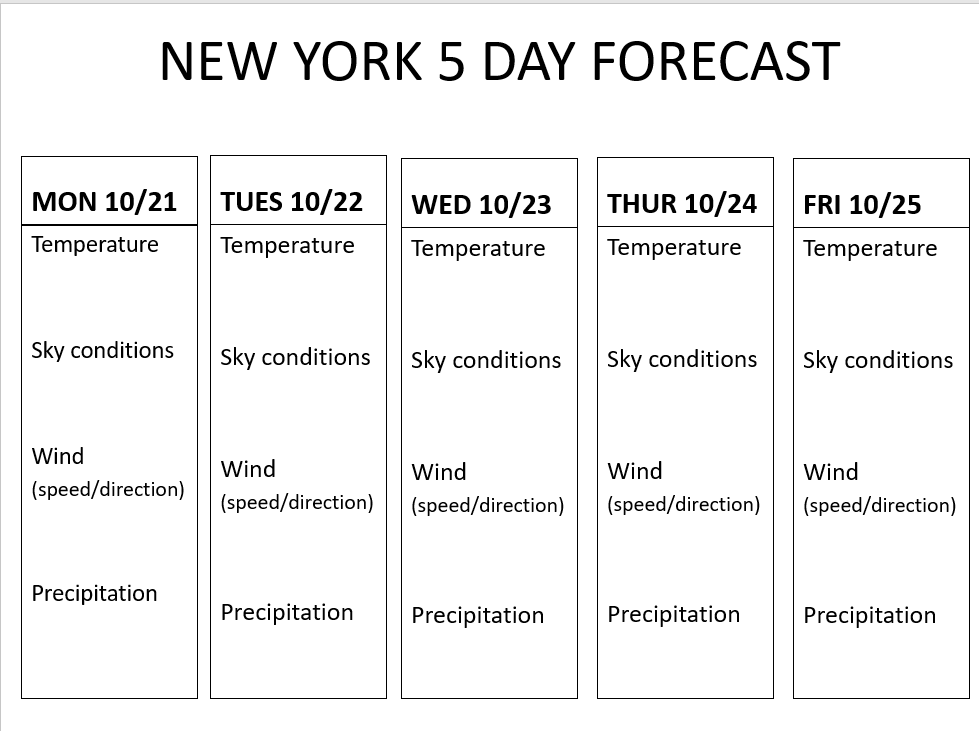 NEW YORK 5 DAY FORECAST
MON 10/21
Temperature
Sky conditions
Wind
(speed/direction)
Precipitation
TUES 10/22
Temperature
Sky conditions
Wind
(speed/direction)
Precipitation
WED 10/23
Temperature
Sky conditions
Wind
(speed/direction)
Precipitation
THUR 10/24
Temperature
Sky conditions
Wind
(speed/direction)
Precipitation
FRI 10/25
Temperature
Sky conditions
Wind
(speed/direction)
Precipitation